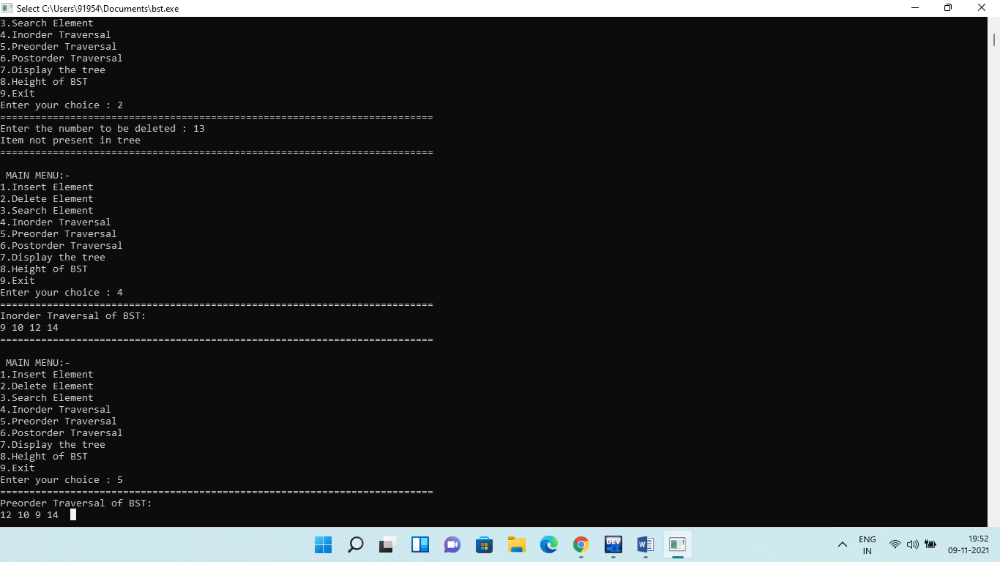 Select C:\Users\91954\Documents\bst.exe
3.Search Element
4.Inorder Traversal
5.Preorder Traversal
6.Postorder Traversal
7.Display the tree
8.Height of BST
9.Exit
Enter your choice : 2
==========================================================================
Enter the number to be deleted : 13
Item not present in tree
==========================================================================
MAIN MENU:-
1.Insert Element
2.Delete Element
3.Search Element
4.Inorder Traversal
5.Preorder Traversal
6.Postorder Traversal
7.Display the tree
8.Height of BST
9.Exit
Enter your choice : 4
==========================================================================
Inorder Traversal of BST:
9 10 12 14
==========================================================================
MAIN MENU:-
1.Insert Element
2.Delete Element
3.Search Element
4.Inorder Traversal
5.Preorder Traversal
6.Postorder Traversal
7.Display the tree
8.Height of BST
9.Exit
Enter your choice : 5
==========================================================================
Preorder Traversal of BST:
12 10 9 14
DEV
W
ENG
IN
19:52
09-11-2021